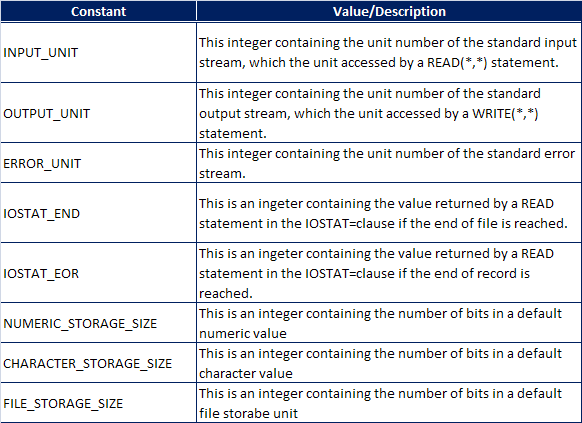 Constant Value/Description
INPUT_UNIT
This integer containing the unit number of the standard input
stream, which the unit accessed by a READ(*,*) statement.
OUTPUT_UNIT
This integer containing the unit number of the standard
output stream, which the unit accessed by a WRITE(*,*)
statement.
ERROR_UNIT
This integer containing the unit number of the standard error
stream.
IOSTAT_END
This is an ingeter containing the value returned by a READ
statement in the IOSTAT=clause if the end of file is reached.
IOSTAT_EOR
This is an ingeter containing the value returned by a READ
statement in the IOSTAT=clause if the end of record is
reached.
NUMERIC_STORAGE_SIZE
This is an integer containing the number of bits in a default
numeric value
CHARACTER_STORAGE_SIZE
This is an integer containing the number of bits in a default
character value
FILE_STORAGE_SIZE
This is an integer containing the number of bits in a default
file storabe unit